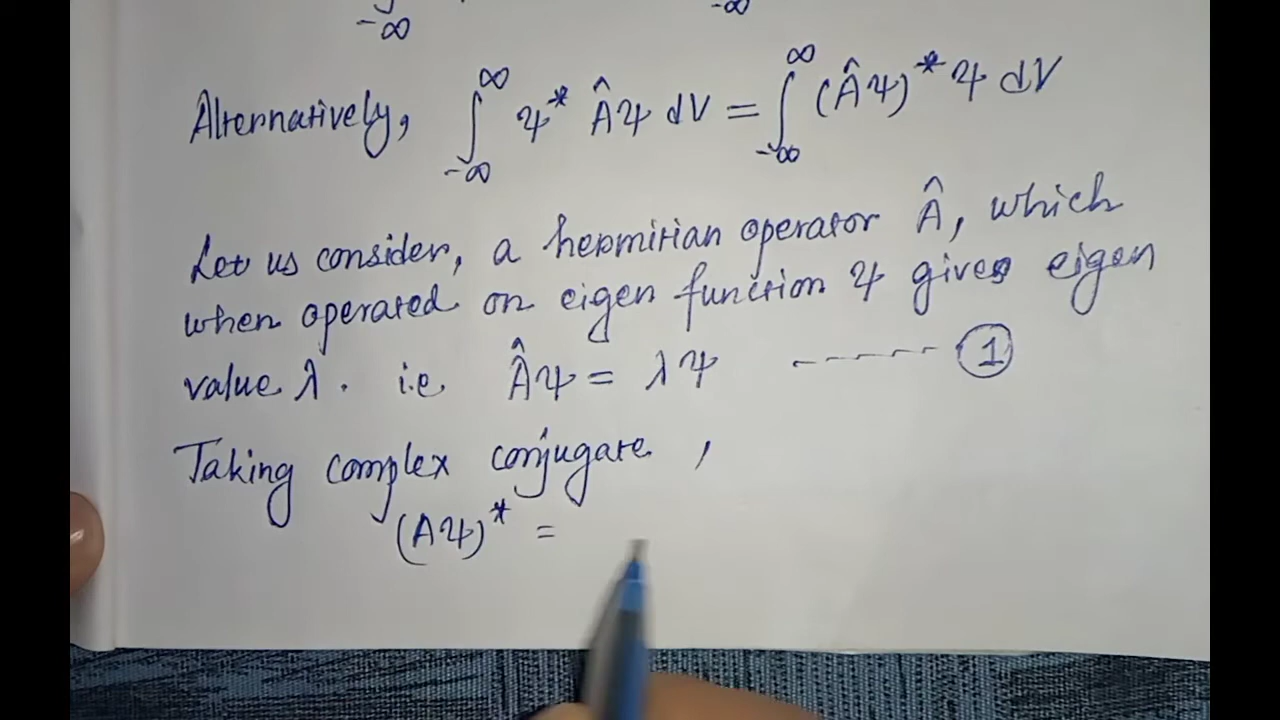 -∞ -∞
Alternatively, ∫_{-∞}^{∞} ψ* Âψ dV = ∫_{-∞}^{∞} (Âψ)* ψ dV
Let us consider, a hermitian operator Â, which
when operated on eigen function ψ gives eigen
value λ. i.e Âψ = λψ ------ ①
Taking complex conjugate,
(Aψ)* =